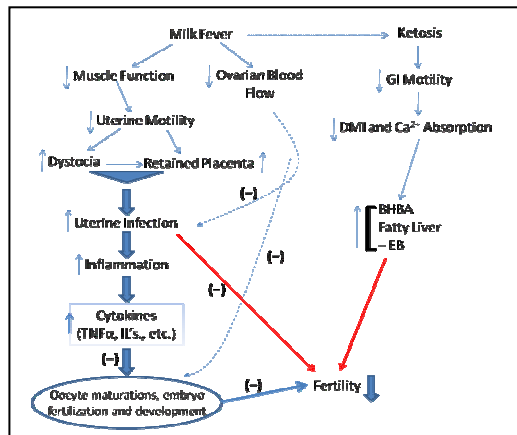 Milk Fever
Ketosis
Muscle Function
Ovarian Blood
Flow
GI Motility
Uterine Motility
DMI and Ca²⁺ Absorption
Dystocia
Retained Placenta
(–)
BHBA
Fatty Liver
– EB
Uterine Infection
(–)
Inflammation
(–)
Cytokines
(TNFα, IL's,, etc.)
(–)
Oocyte maturations, embryo
fertilization and development
(–)
Fertility